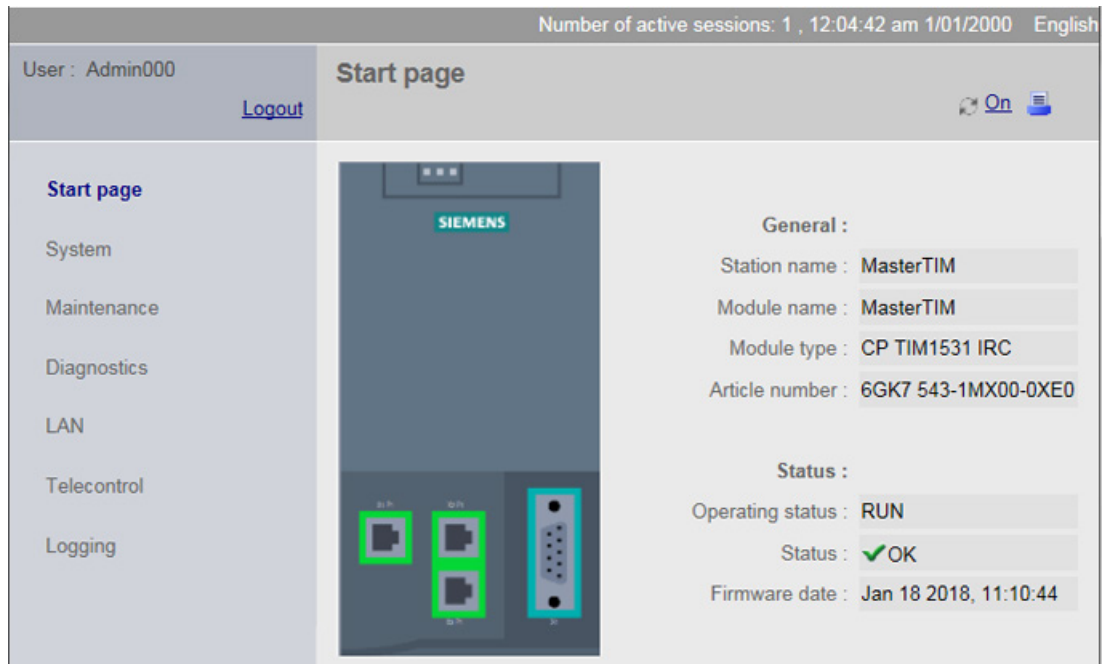 Number of active sessions: 1 , 12:04:42 am 1/01/2000 English
User : Admin000
Logout
Start page
On
Start page
System
Maintenance
Diagnostics
LAN
Telecontrol
Logging
SIEMENS
General :
Station name : MasterTIM
Module name : MasterTIM
Module type : CP TIM1531 IRC
Article number : 6GK7 543-1MX00-0XE0
Status :
Operating status : RUN
Status : OK
Firmware date : Jan 18 2018, 11:10:44